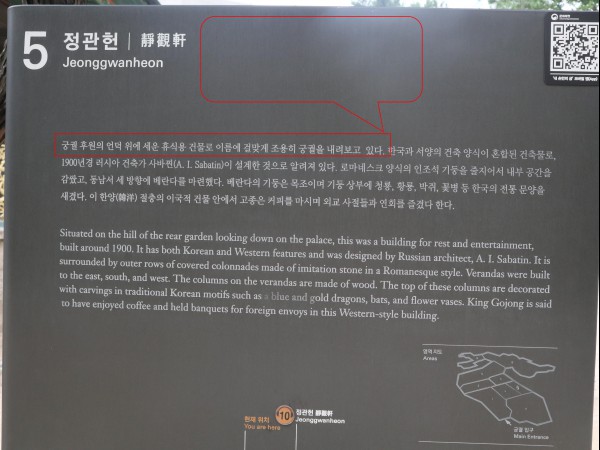 5 정관헌 | 靜觀軒
Jeonggwanheon
궁궐 후원의 언덕 위에 세운 휴식용 건물로 이름에 걸맞게 조용히 궁궐을 내려보고 있다. 한국과 서양의 건축 양식이 혼합된 건축물로,
1900년경 러시아 건축가 사바틴(A. I. Sabatin)이 설계한 것으로 알려져 있다. 로마네스크 양식의 인조석 기둥을 줄지어서 내부 공간을
감쌌고, 동남서 세 방향에 베란다를 마련했다. 베란다의 기둥은 목조이며 기둥 상부에 청룡, 황룡, 박쥐, 꽃병 등 한국의 전통 문양을
새겼다. 이 한양(韓洋) 절충의 이국적 건물 안에서 고종은 커피를 마시며 외교 사절들과 연회를 즐겼다 한다.
Situated on the hill of the rear garden looking down on the palace, this was a building for rest and entertainment,
built around 1900. It has both Korean and Western features and was designed by Russian architect, A. I. Sabatin. It is
surrounded by outer rows of covered colonnades made of imitation stone in a Romanesque style. Verandas were built
to the east, south, and west. The columns on the verandas are made of wood. The top of these columns are decorated
with carvings in traditional Korean motifs such as a blue and gold dragons, bats, and flower vases. King Gojong is said
to have enjoyed coffee and held banquets for foreign envoys in this Western-style building.
영역 지도
Areas
궁궐 입구
Main Entrance
현재 위치
You are here
10
정관헌 靜觀軒
Jeonggwanheon